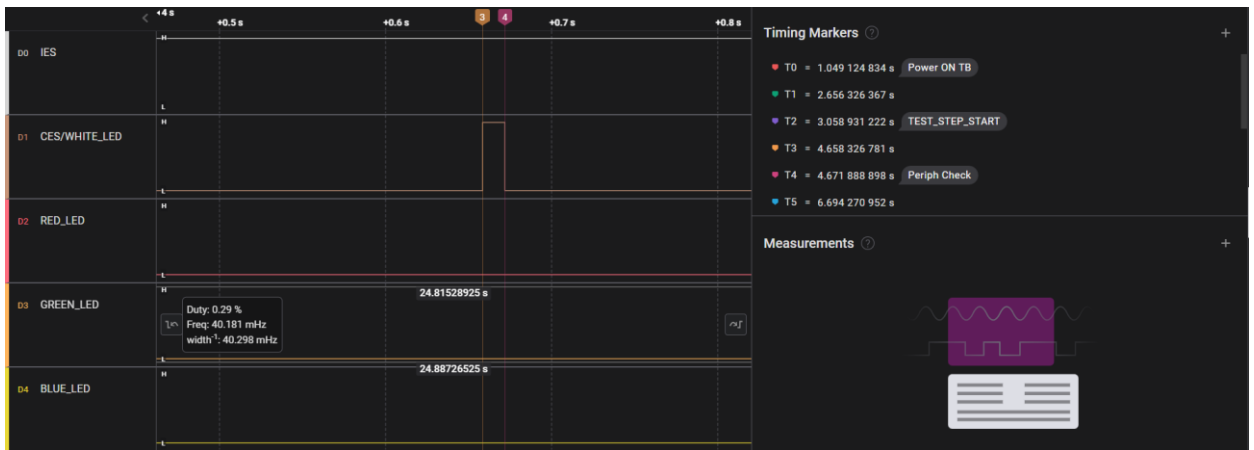 4 s
+0.5 s
+0.6 s
3
4
+0.7 s
+0.8 s
D0 IES
H
L
D1 CES/WHITE_LED
H
L
D2 RED_LED
H
L
D3 GREEN_LED
H
24.81528925 s
Duty: 0.29 %
Freq: 40.181 mHz
width-1: 40.298 mHz
L
24.88726525 s
D4 BLUE_LED
H
L
Timing Markers ? +
T0 = 1.049 124 834 s Power ON TB
T1 = 2.656 326 367 s
T2 = 3.058 931 222 s TEST_STEP_START
T3 = 4.658 326 781 s
T4 = 4.671 888 898 s Periph Check
T5 = 6.694 270 952 s
Measurements ? +